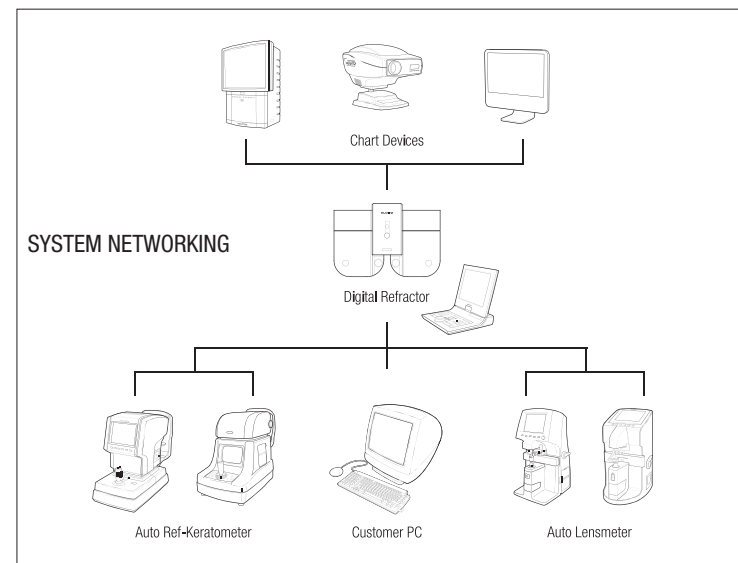 Chart Devices
SYSTEM NETWORKING
Digital Refractor
Auto Ref-Keratometer
Customer PC
Auto Lensmeter